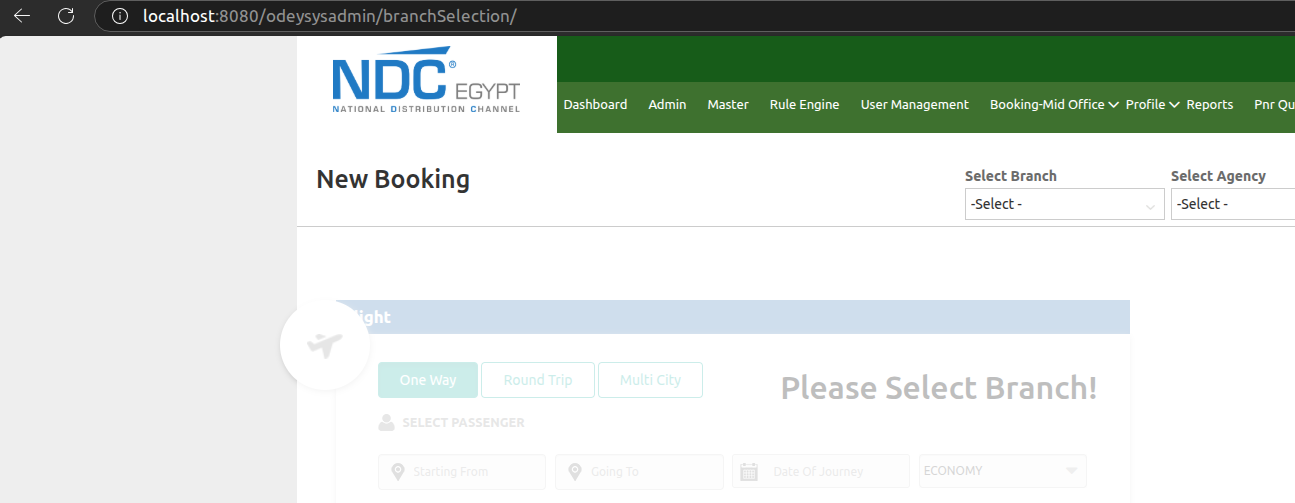 localhost:8080/odeysysadmin/branchSelection/
NDC® EGYPT
NATIONAL DISTRIBUTION CHANNEL
Dashboard Admin Master Rule Engine User Management Booking-Mid Office Profile Reports Pnr Qu
New Booking
Select Branch Select Agency
-Select - -Select -
ight
One Way Round Trip Multi City
Please Select Branch!
SELECT PASSENGER
Starting From Going To Date Of Journey ECONOMY